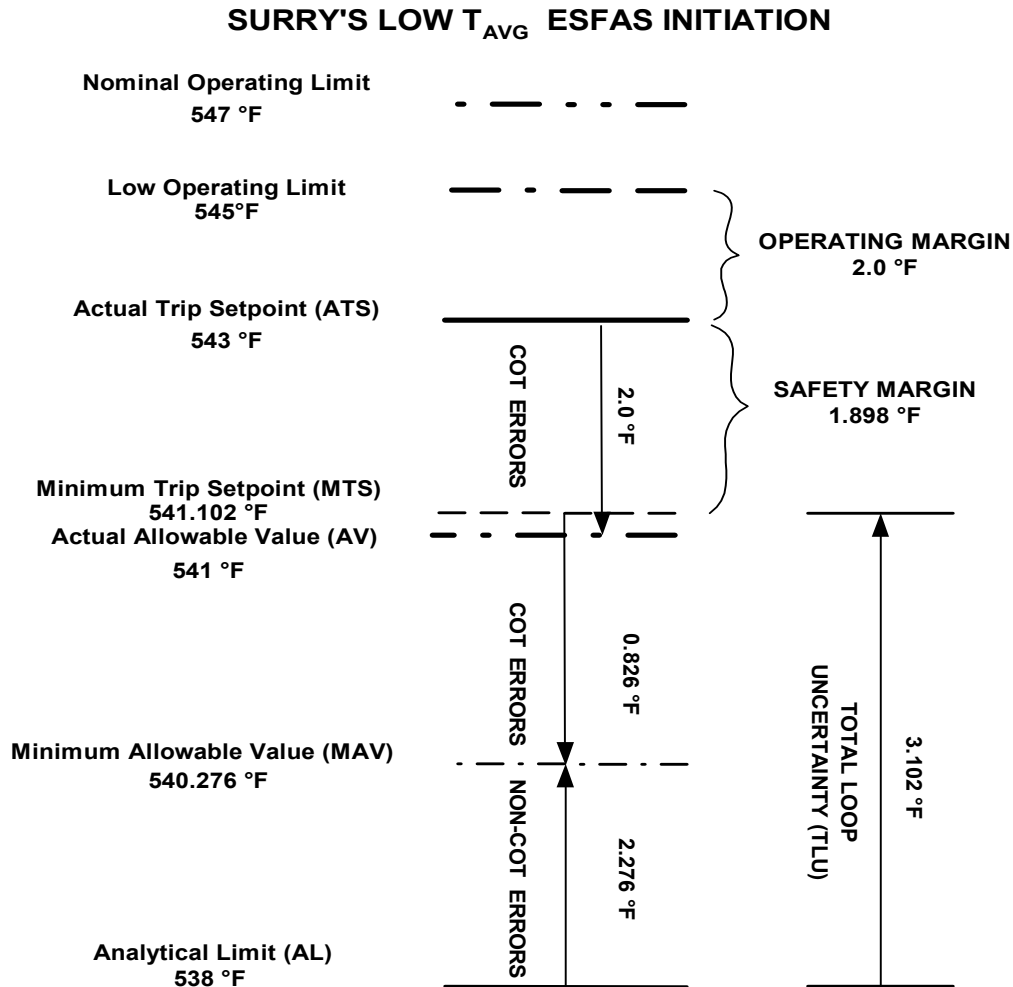 SURRY'S LOW TAVG ESFAS INITIATION
Nominal Operating Limit
547 °F
Low Operating Limit
545°F
OPERATING MARGIN
2.0 °F
Actual Trip Setpoint (ATS)
543 °F
COT ERRORS
2.0 °F
SAFETY MARGIN
1.898 °F
Minimum Trip Setpoint (MTS)
541.102 °F
Actual Allowable Value (AV)
541 °F
COT ERRORS
0.826 °F
TOTAL LOOP
UNCERTAINTY (TLU)
3.102 °F
Minimum Allowable Value (MAV)
540.276 °F
NON-COT ERRORS
2.276 °F
Analytical Limit (AL)
538 °F